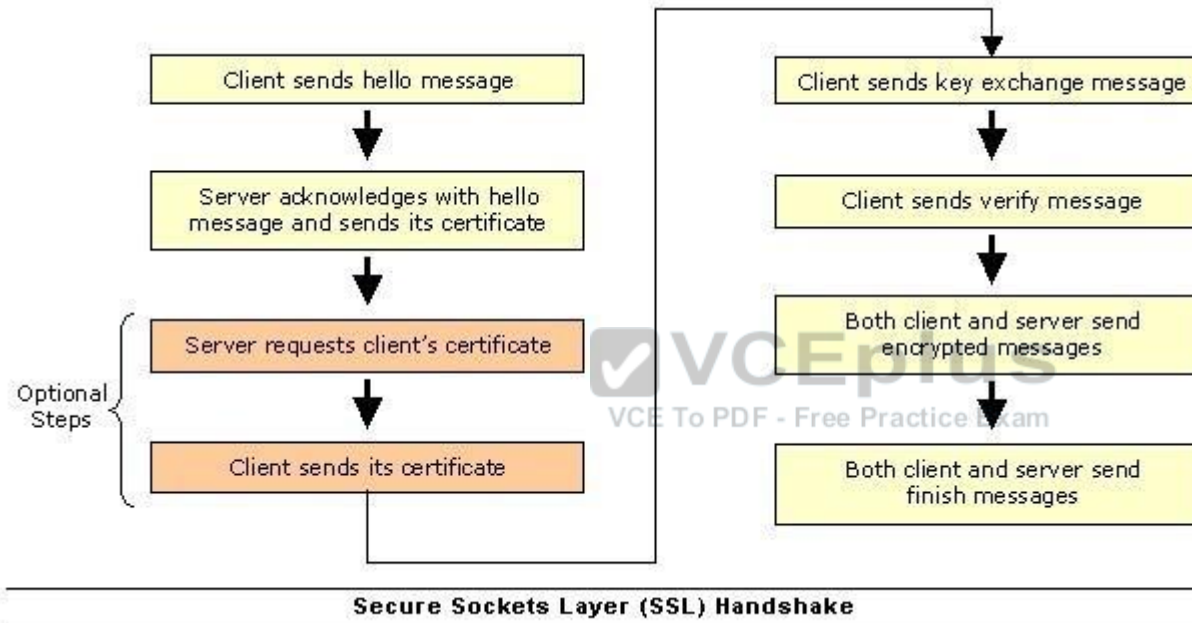 Client sends hello message
Server acknowledges with hello
message and sends its certificate
Optional
Steps
Server requests client's certificate
Client sends its certificate
Client sends key exchange message
Client sends verify message
Both client and server send
encrypted messages
Both client and server send
finish messages
VCEplus
VCE To PDF - Free Practice Exam
Secure Sockets Layer (SSL) Handshake